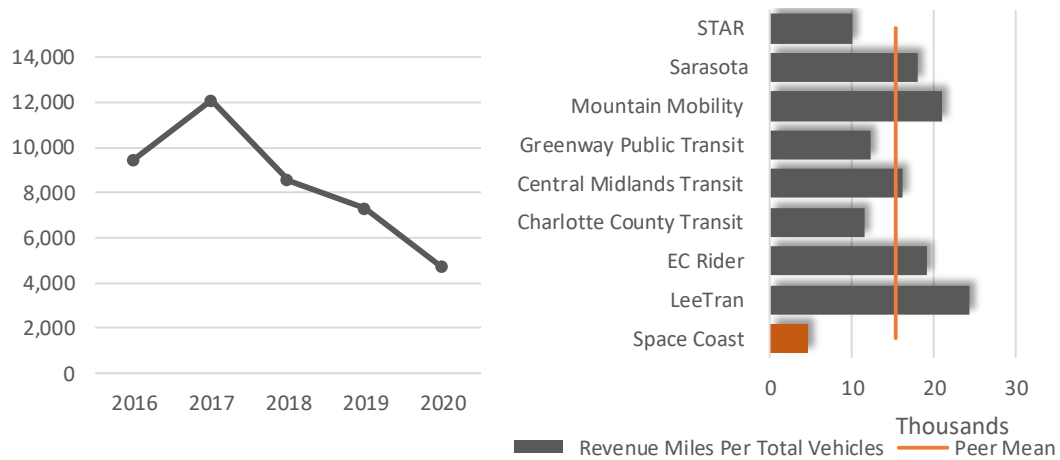 14,000
12,000
10,000
8,000
6,000
4,000
2,000
0
2016 2017 2018 2019 2020
STAR
Sarasota
Mountain Mobility
Greenway Public Transit
Central Midlands Transit
Charlotte County Transit
EC Rider
LeeTran
Space Coast
0 10 20 30
Thousands
Revenue Miles Per Total Vehicles Peer Mean